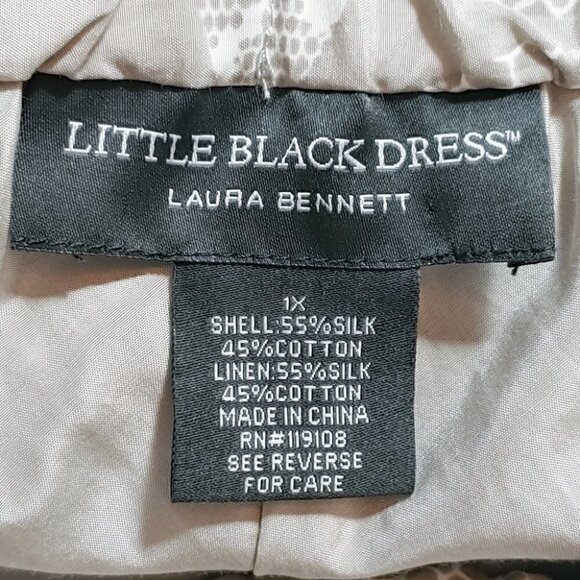 LITTLE BLACK DRESS™
LAURA BENNETT
1X
SHELL:55%SILK
45%COTTON
LINEN:55%SILK
45%COTTON
MADE IN CHINA
RN#119108
SEE REVERSE
FOR CARE